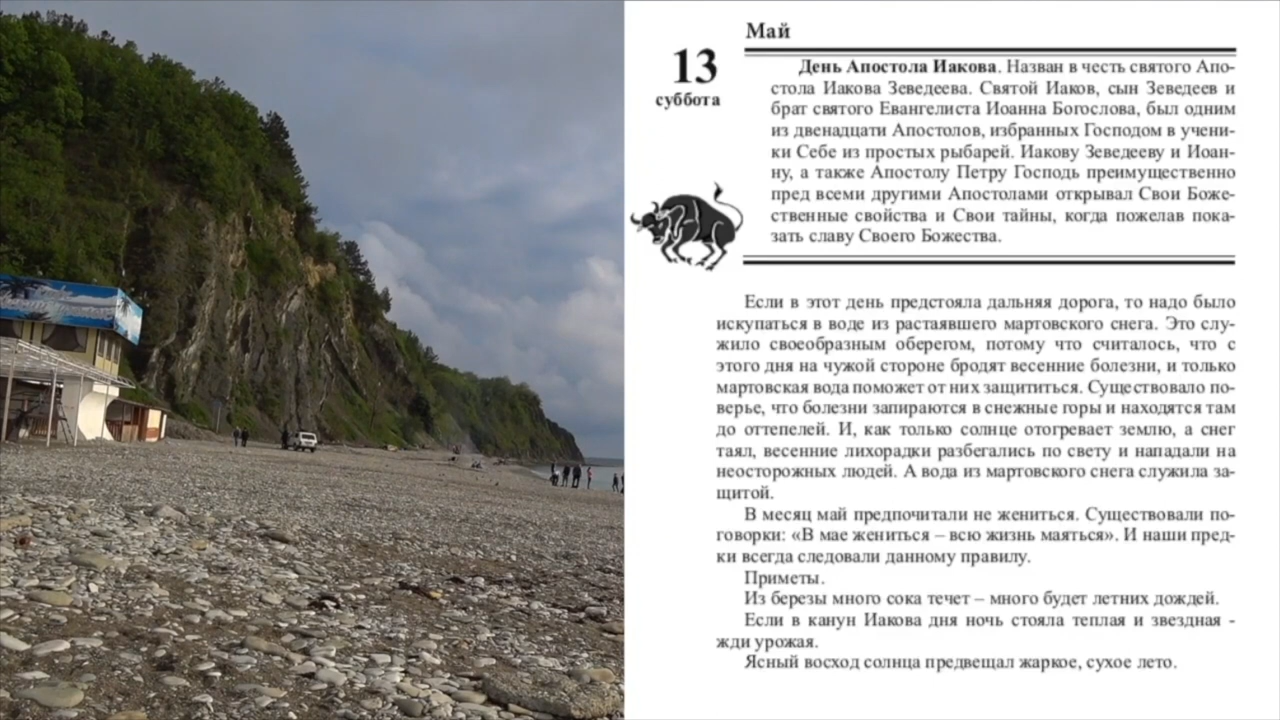 Май
13
суббота
День Апостола Иакова. Назван в честь святого Апо-
стола Иакова Зеведеева. Святой Иаков, сын Зеведеев и
брат святого Евангелиста Иоанна Богослова, был одним
из двенадцати Апостолов, избранных Господом в учени-
ки Себе из простых рыбарей. Иакову Зеведееву и Иоан-
ну, а также Апостолу Петру Господь преимущественно
пред всеми другими Апостолами открывал Свои Боже-
ственные свойства и Свои тайны, когда пожелав пока-
зать славу Своего Божества.
Если в этот день предстояла дальняя дорога, то надо было
искупаться в воде из растаявшего мартовского снега. Это слу-
жило своеобразным оберегом, потому что считалось, что с
этого дня на чужой стороне бродят весенние болезни, и только
мартовская вода поможет от них защититься. Существовало по-
верье, что болезни запираются в снежные горы и находятся там
до оттепелей. И, как только солнце отогревает землю, а снег
таял, весенние лихорадки разбегались по свету и нападали на
неосторожных людей. А вода из мартовского снега служила за-
щитой.
В месяц май предпочитали не жениться. Существовали по-
говорки: «В мае жениться – всю жизнь маяться». И наши пред-
ки всегда следовали данному правилу.
Приметы.
Из березы много сока течет – много будет летних дождей.
Если в канун Иакова дня ночь стояла теплая и звездная -
жди урожая.
Ясный восход солнца предвещал жаркое, сухое лето.